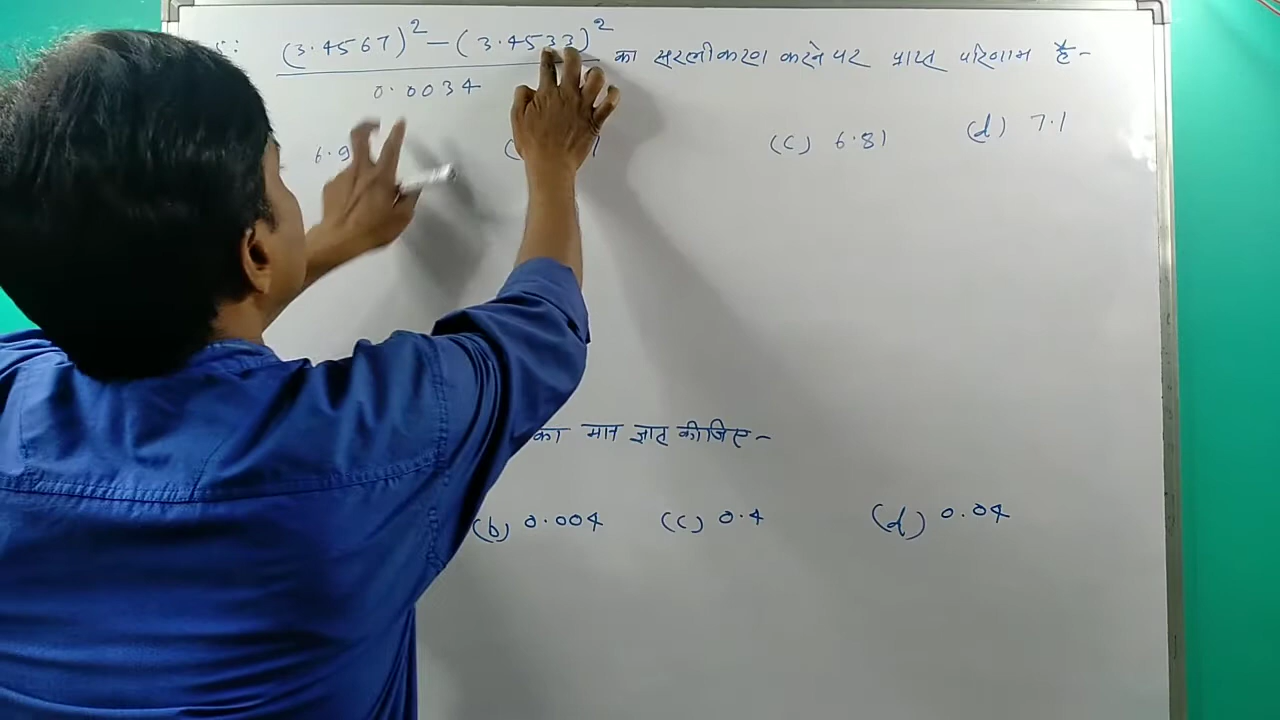 (3.4567)² - (3.4533)² / 0.0034 का सरलीकरण करने पर प्राप्त परिणाम है-
6.9 (c) 6.81 (d) 7.1
का मान ज्ञात कीजिए-
(b) 0.004 (c) 0.4 (d) 0.04